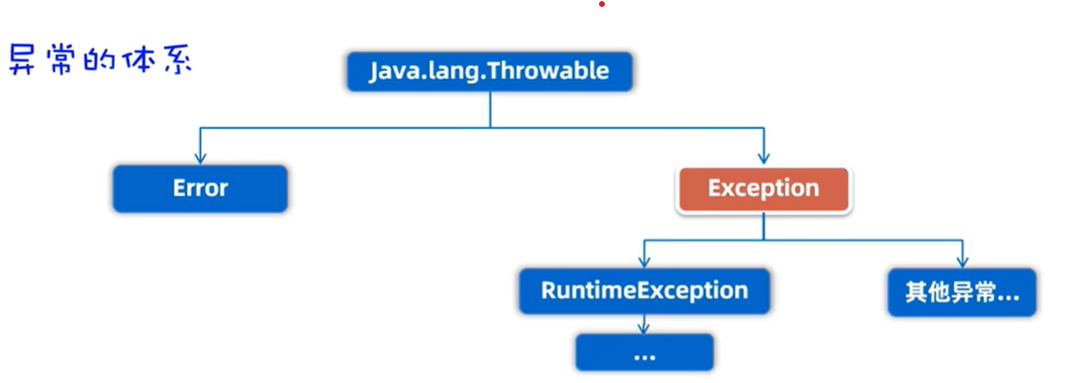 异常的体系
Java.lang.Throwable
Error
Exception
RuntimeException
其他异常...
...